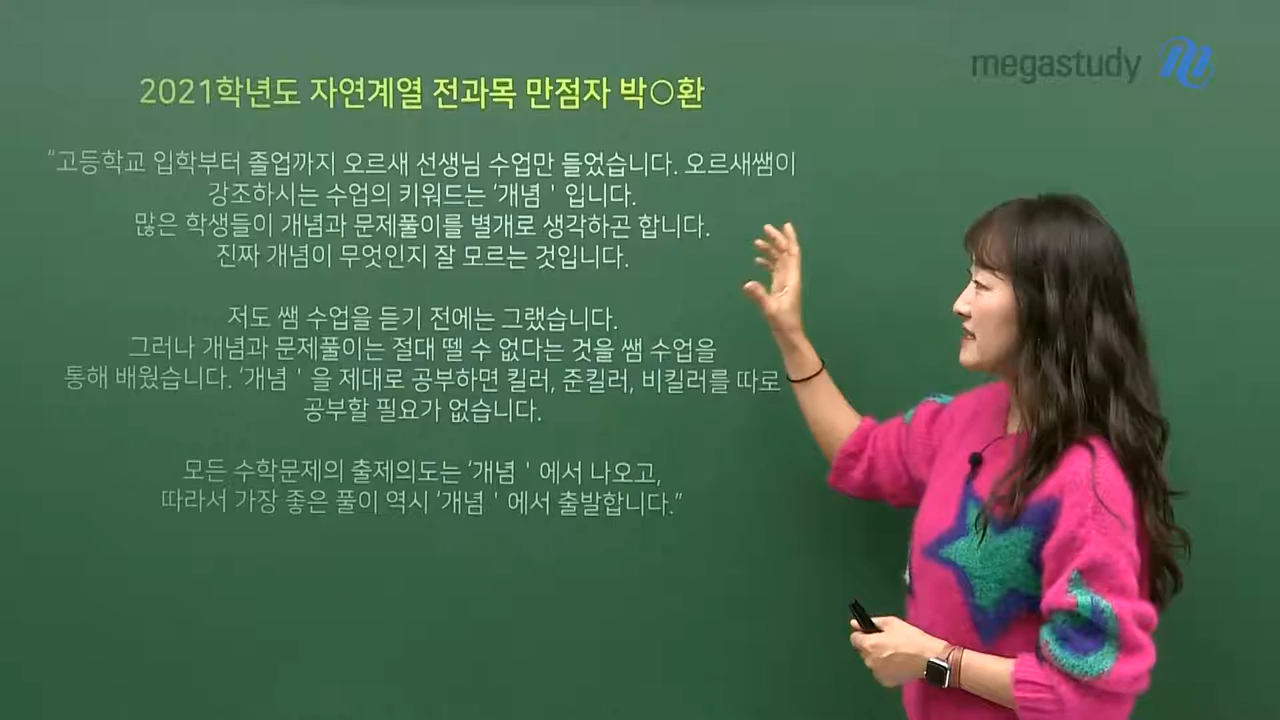 megastudy
2021학년도 자연계열 전과목 만점자 박○환
“고등학교 입학부터 졸업까지 오르새 선생님 수업만 들었습니다. 오르새쌤이
강조하시는 수업의 키워드는 ‘개념 ' 입니다.
많은 학생들이 개념과 문제풀이를 별개로 생각하곤 합니다.
진짜 개념이 무엇인지 잘 모르는 것입니다.
저도 쌤 수업을 듣기 전에는 그랬습니다.
그러나 개념과 문제풀이는 절대 뗄 수 없다는 것을 쌤 수업을
통해 배웠습니다. ‘개념 ' 을 제대로 공부하면 킬러, 준킬러, 비킬러를 따로
공부할 필요가 없습니다.
모든 수학문제의 출제의도는 ‘개념 ' 에서 나오고,
따라서 가장 좋은 풀이 역시 ‘개념 ' 에서 출발합니다.”